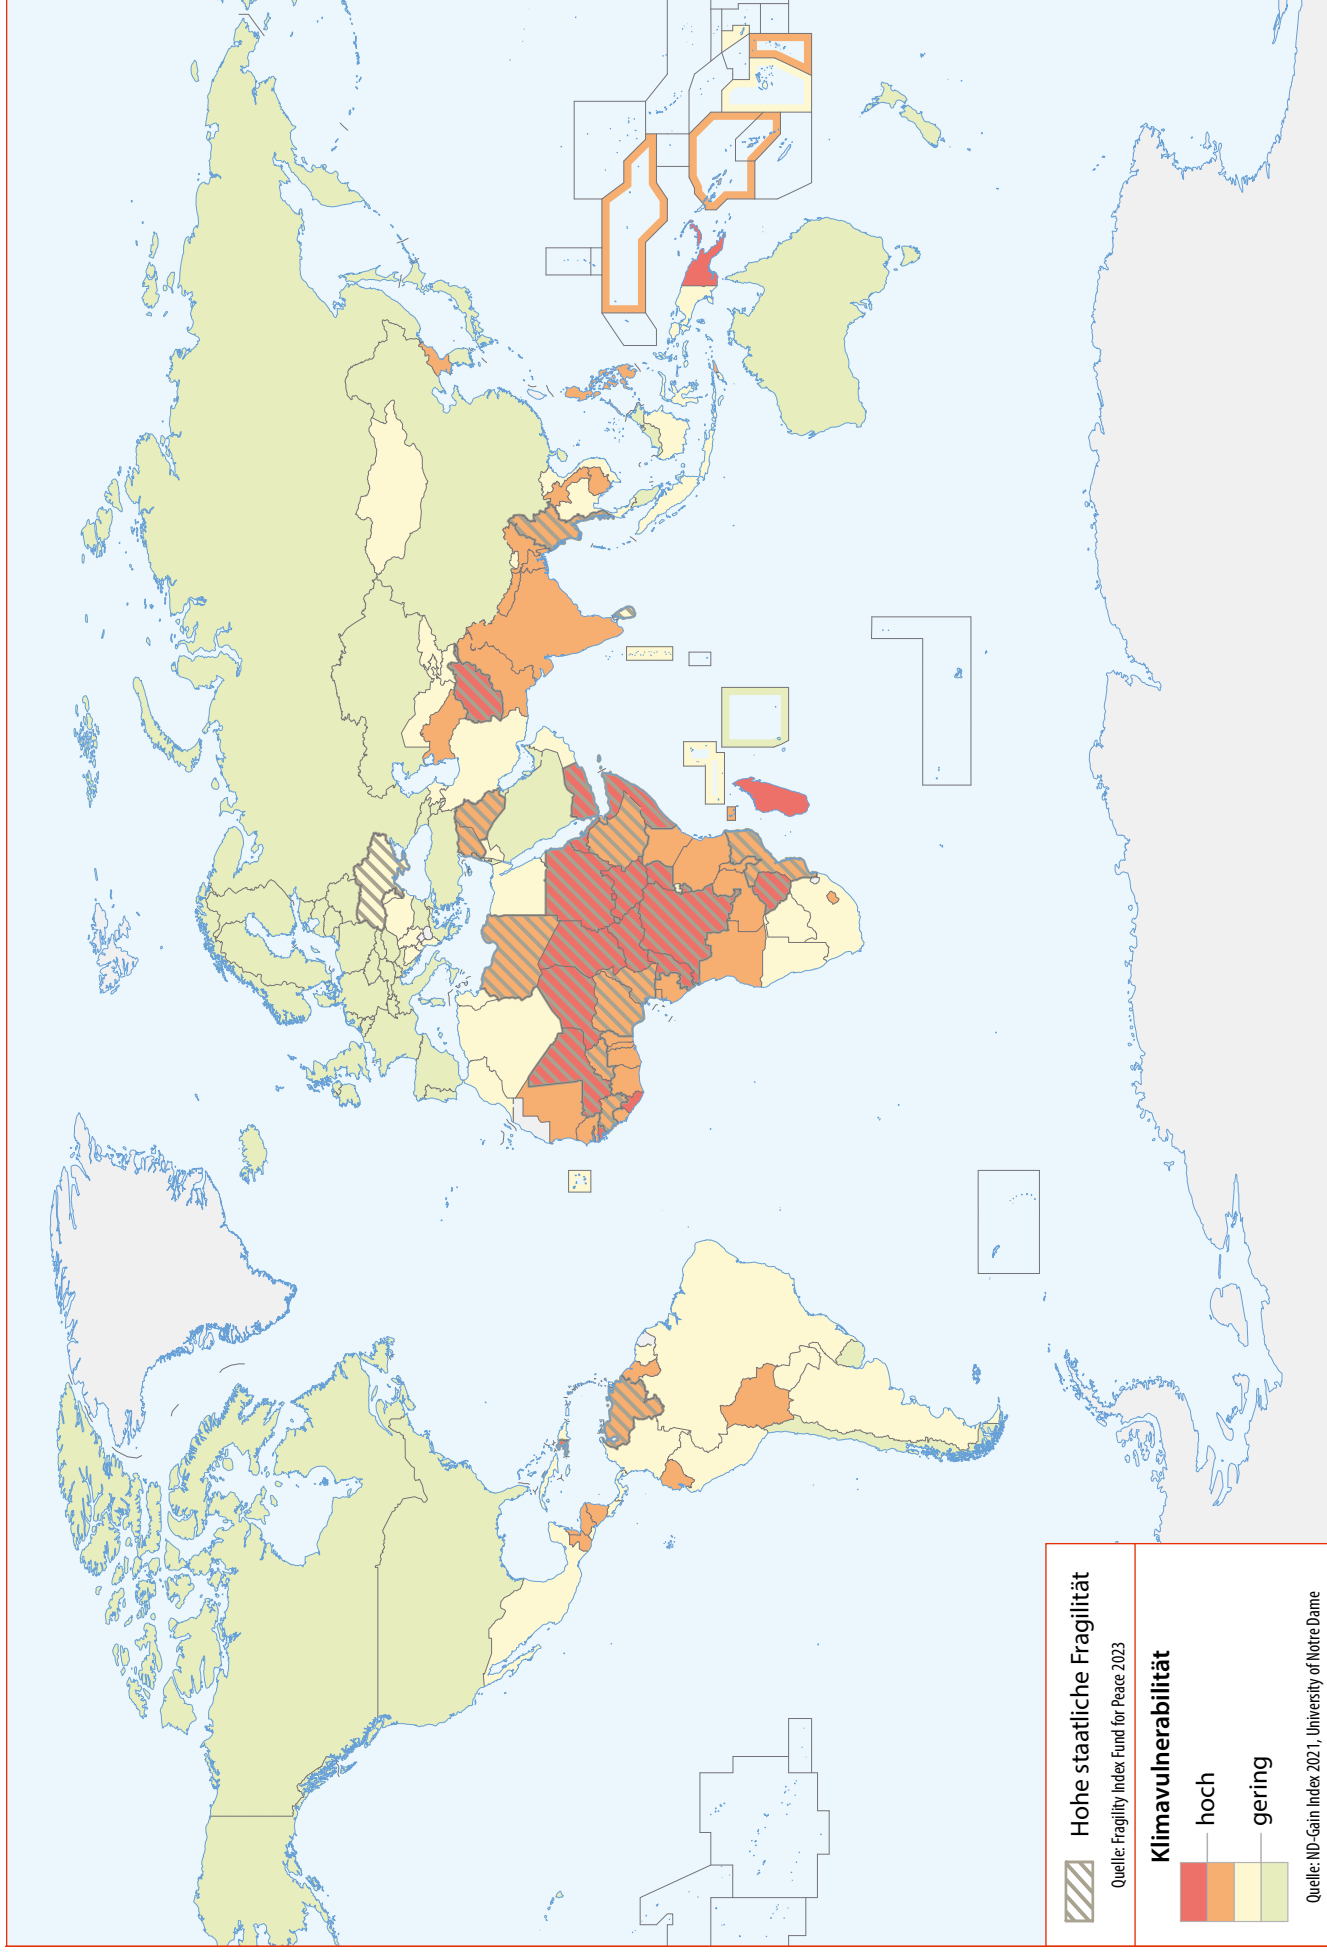 Hohe staatliche Fragilität
Quelle: Fragility Index Fund for Peace 2023
Klimavulnerabilität
hoch
gering
Quelle: ND-Gain Index 2021, University of Notre Dame